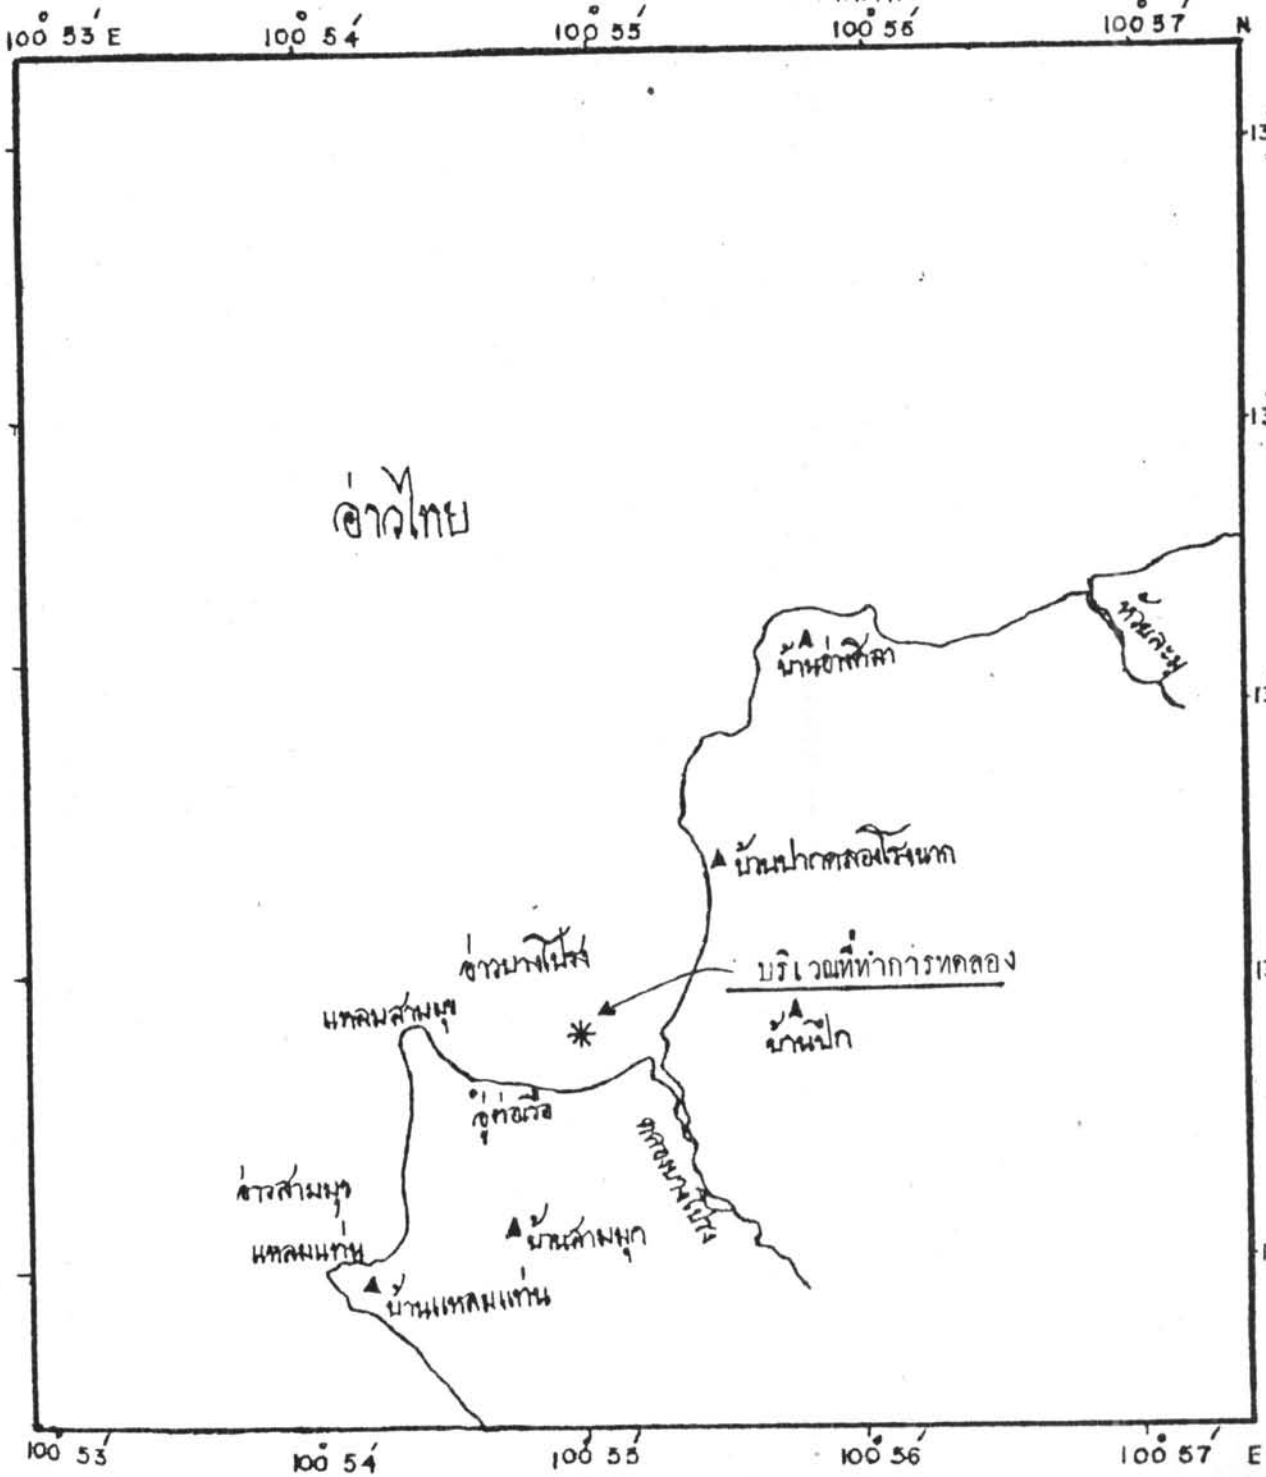 100° 53′ E 100° 54′ 100° 55′ 100° 56′ 100° 57′ N
13
13
อ่าวไทย
ห้วยละมุ
บ้านอ่างศิลา
13
บ้านปากคลองโรงนาก
อ่าวบางโปรง
บริเวณที่ทำการทดลอง
13
แหลมสามมุข
บ้านปึก
อู่ต่อเรือ
คลองบางโปรง
อ่าวสามมุข
บ้านสามมุก
แหลมแท่น
บ้านแหลมแท่น
100° 53′ 100° 54′ 100° 55′ 100° 56′ 100° 57′ E